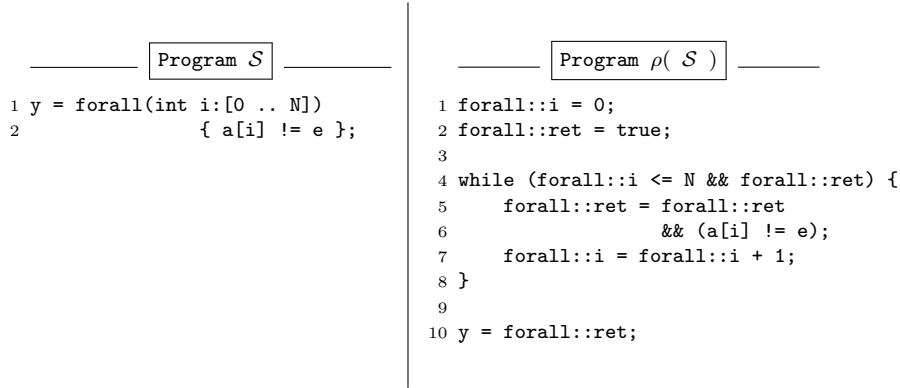 Program S
1 y = forall(int i:[0 .. N])
2 { a[i] != e };
Program ρ( S )
1 forall::i = 0;
2 forall::ret = true;
3
4 while (forall::i <= N && forall::ret) {
5 forall::ret = forall::ret
6 && (a[i] != e);
7 forall::i = forall::i + 1;
8 }
9
10 y = forall::ret;